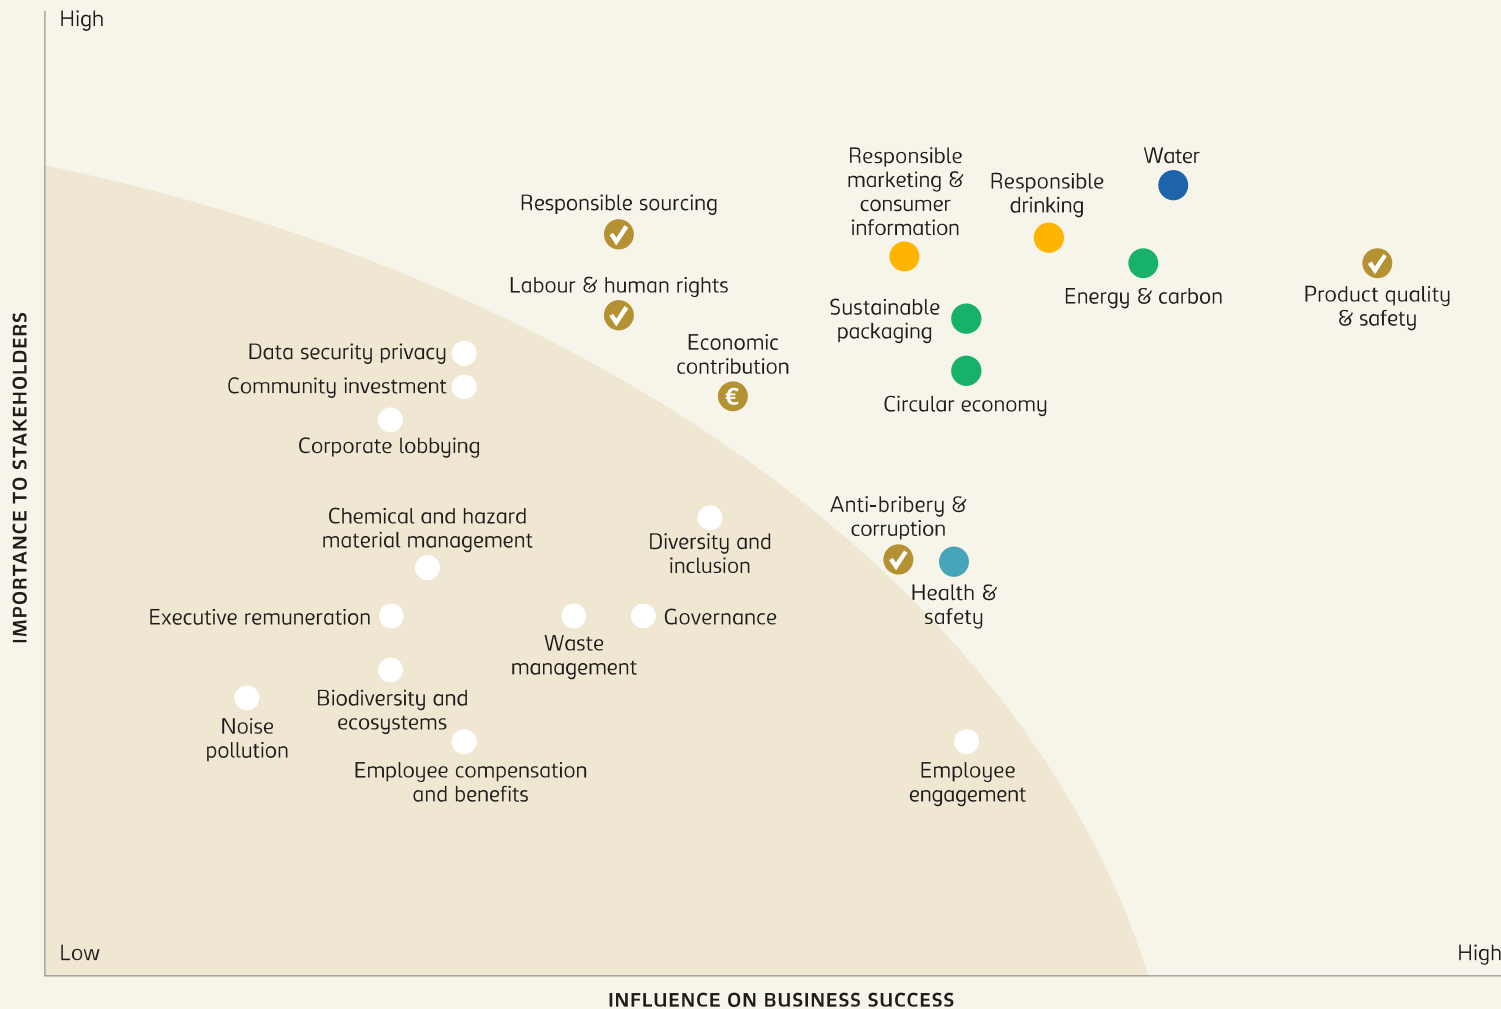 High
Responsible
marketing &
consumer
information
Responsible
drinking
Water
Responsible sourcing
Labour & human rights
Energy & carbon
Product quality
& safety
Sustainable
packaging
Economic
contribution
€
Data security privacy
Community investment
Circular economy
Corporate lobbying
Chemical and hazard
material management
Diversity and
inclusion
Anti-bribery &
corruption
Health &
safety
Executive remuneration
Waste
management
Governance
Biodiversity and
ecosystems
Noise
pollution
Employee compensation
and benefits
Employee
engagement
Low
High
IMPORTANCE TO STAKEHOLDERS
INFLUENCE ON BUSINESS SUCCESS